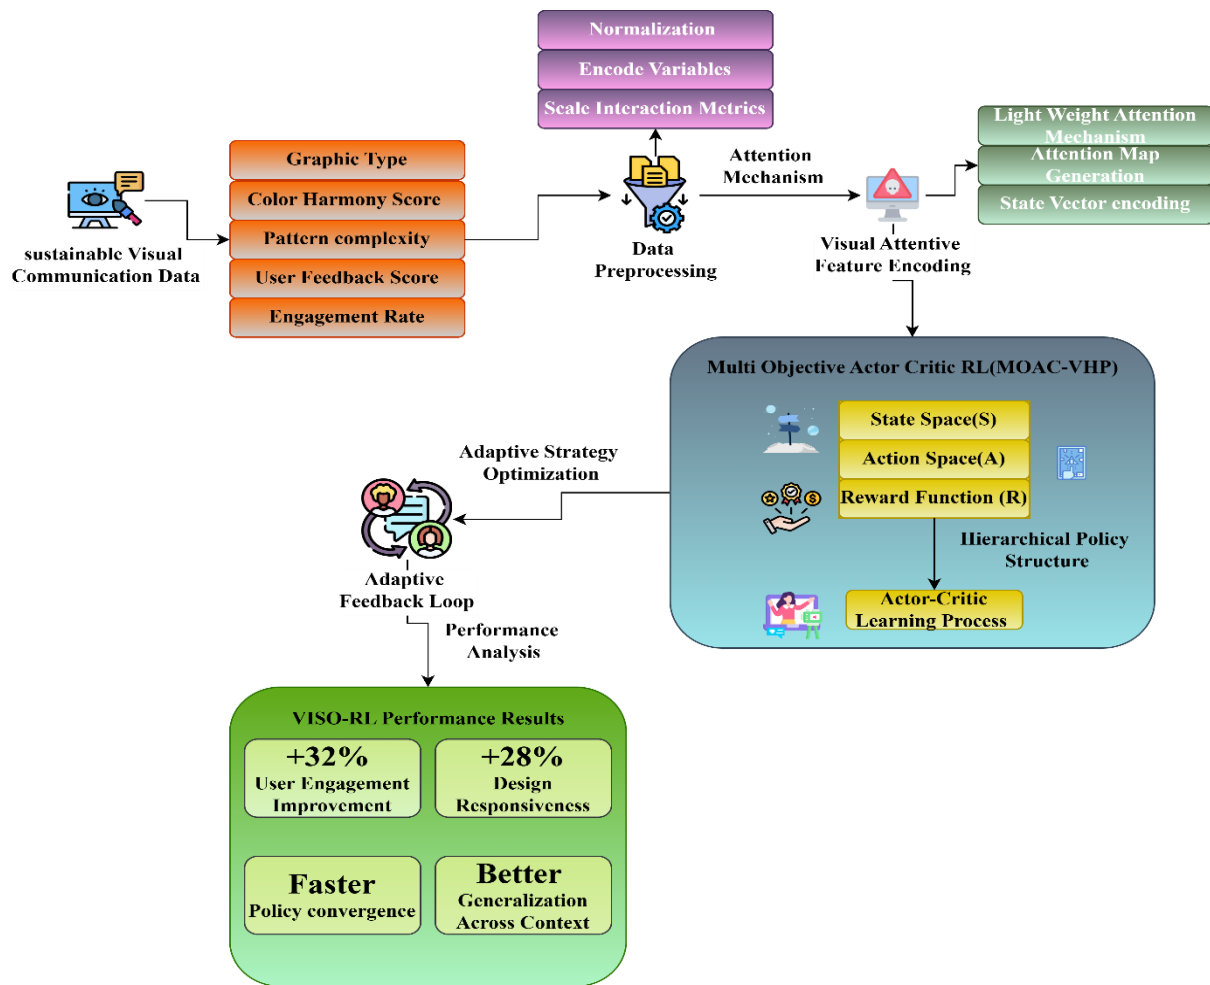 Normalization
Encode Variables
Scale Interaction Metrics
Graphic Type
Color Harmony Score
Pattern complexity
User Feedback Score
Engagement Rate
sustainable Visual
Communication Data
Data
Preprocessing
Attention
Mechanism
Light Weight Attention
Mechanism
Attention Map
Generation
State Vector encoding
Visual Attentive
Feature Encoding
Multi Objective Actor Critic RL(MOAC-VHP)
State Space(S)
Action Space(A)
Reward Function (R)
Hierarchical Policy
Structure
Actor-Critic
Learning Process
Adaptive Strategy
Optimization
Adaptive
Feedback Loop
Performance
Analysis
VISO-RL Performance Results
+32%
User Engagement
Improvement
+28%
Design
Responsiveness
Faster
Policy convergence
Better
Generalization
Across Context